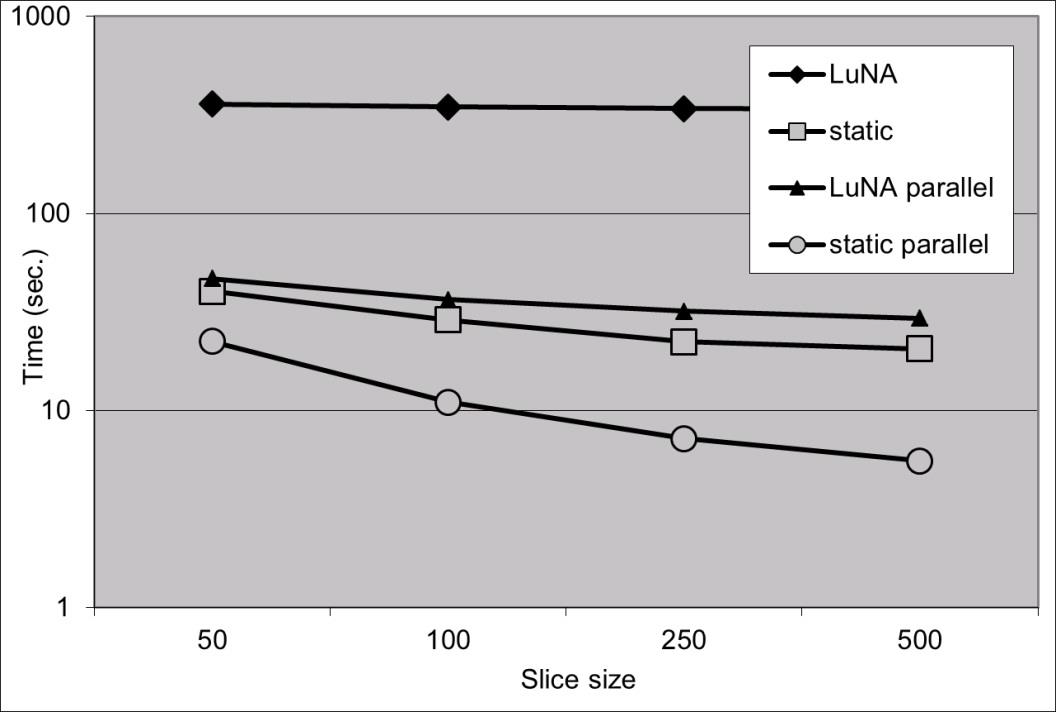 1000
100
10
1
Time (sec.)
LuNA
static
LuNA parallel
static parallel
50 100 250 500
Slice size